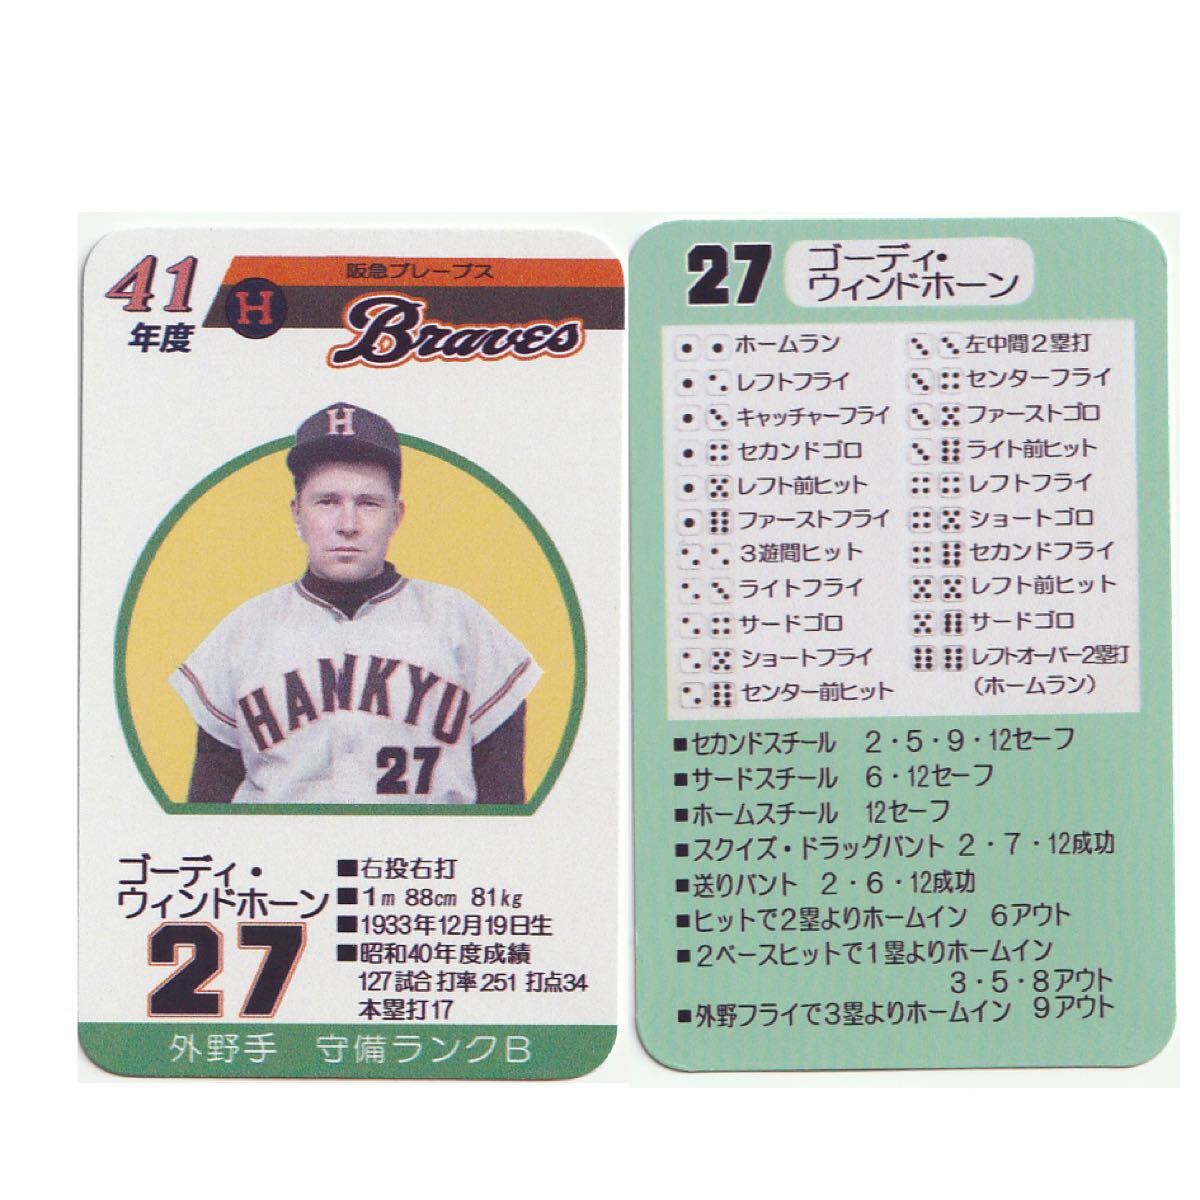 41
年度
H
阪急ブレーブス
Braves
H
HANKYU
27
ゴーディ・
ウィンドホーン
27
■右投右打
■1m 88cm 81kg
■1933年12月19日生
■昭和40年度成績
127試合 打率251 打点34
本塁打17
外野手 守備ランクB
27
ゴーディ・
ウィンドホーン
ホームラン
レフトフライ
キャッチャーフライ
セカンドゴロ
レフト前ヒット
ファーストフライ
3遊間ヒット
ライトフライ
サードゴロ
ショートフライ
センター前ヒット
左中間2塁打
センターフライ
ファーストゴロ
ライト前ヒット
レフトフライ
ショートゴロ
セカンドフライ
レフト前ヒット
サードゴロ
レフトオーバー2塁打
(ホームラン)
■セカンドスチール 2・5・9・12セーフ
■サードスチール 6・12セーフ
■ホームスチール 12セーフ
■スクイズ・ドラッグバント 2・7・12成功
■送りバント 2・6・12成功
■ヒットで2塁よりホームイン 6アウト
■2ベースヒットで1塁よりホームイン
3・5・8アウト
■外野フライで3塁よりホームイン 9アウト